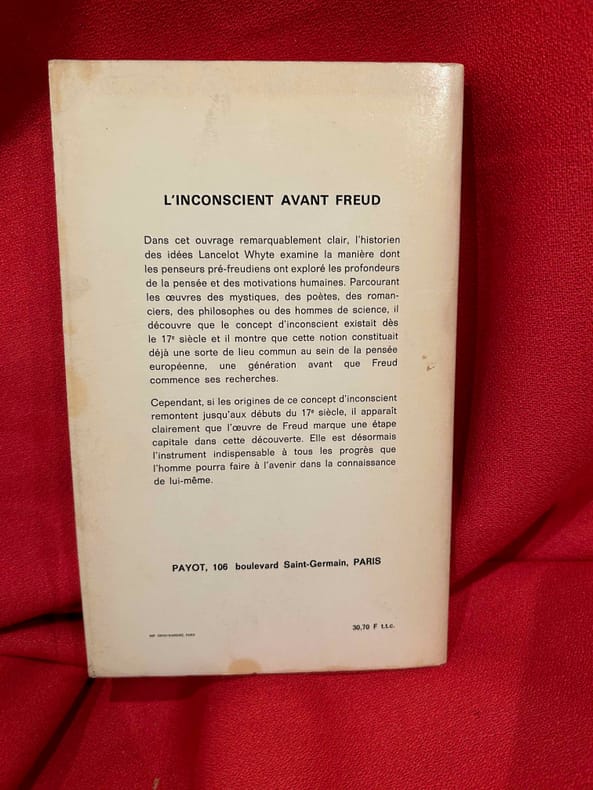 L'INCONSCIENT AVANT FREUD
Dans cet ouvrage remarquablement clair, l'historien
des idées Lancelot Whyte examine la manière dont
les penseurs pré-freudiens ont exploré les profondeurs
de la pensée et des motivations humaines. Parcourant
les œuvres des mystiques, des poètes, des roman-
ciers, des philosophes ou des hommes de science, il
découvre que le concept d'inconscient existait dès
le 17e siècle et il montre que cette notion constituait
déjà une sorte de lieu commun au sein de la pensée
européenne, une génération avant que Freud
commence ses recherches.
Cependant, si les origines de ce concept d'inconscient
remontent jusqu'aux débuts du 17e siècle, il apparaît
clairement que l'œuvre de Freud marque une étape
capitale dans cette découverte. Elle est désormais
l'instrument indispensable à tous les progrès que
l'homme pourra faire à l'avenir dans la connaissance
de lui-même.
PAYOT, 106 boulevard Saint-Germain, PARIS
30,70 F t.t.c.
PARIS